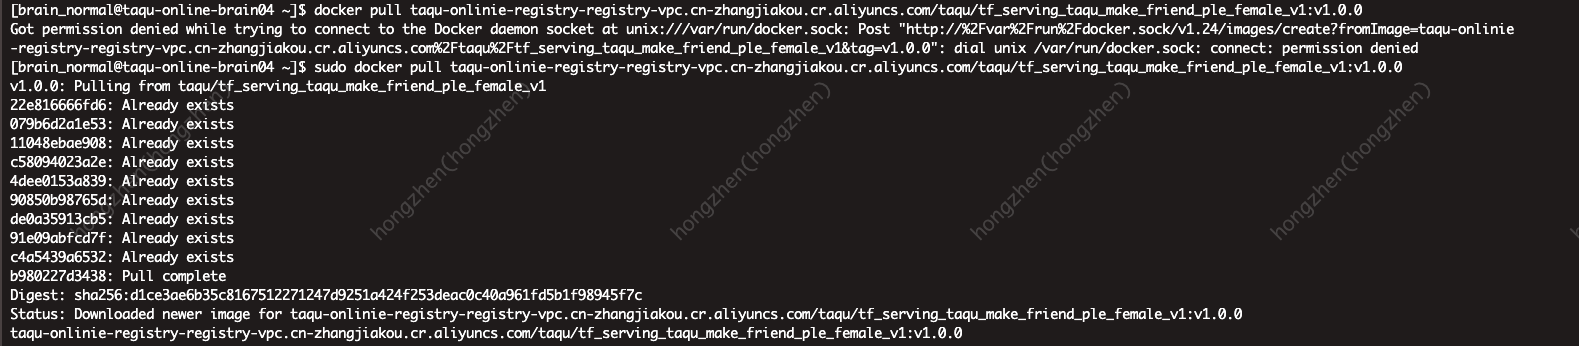 [brain_normal@taqu-online-brain04 ~]$ docker pull taqu-onlinie-registry-registry-vpc.cn-zhangjiakou.cr.aliyuncs.com/taqu/tf_serving_taqu_make_friend_ple_female_v1:v1.0.0
Got permission denied while trying to connect to the Docker daemon socket at unix:///var/run/docker.sock: Post "http://%2Fvar%2Frun%2Fdocker.sock/v1.24/images/create?fromImage=taqu-onlinie
-registry-registry-vpc.cn-zhangjiakou.cr.aliyuncs.com%2Ftaqu%2Ftf_serving_taqu_make_friend_ple_female_v1&tag=v1.0.0": dial unix /var/run/docker.sock: connect: permission denied
[brain_normal@taqu-online-brain04 ~]$ sudo docker pull taqu-onlinie-registry-registry-vpc.cn-zhangjiakou.cr.aliyuncs.com/taqu/tf_serving_taqu_make_friend_ple_female_v1:v1.0.0
v1.0.0: Pulling from taqu/tf_serving_taqu_make_friend_ple_female_v1
22e816666fd6: Already exists
079b6d2a1e53: Already exists
11048ebae908: Already exists
c58094023a2e: Already exists
4dee0153a839: Already exists
90850b98765d: Already exists
de0a35913cb5: Already exists
91e09abfcd7f: Already exists
c4a5439a6532: Already exists
b980227d3438: Pull complete
Digest: sha256:d1ce3ae6b35c8167512271247d9251a424f253deac0c40a961fd5b1f98945f7c
Status: Downloaded newer image for taqu-onlinie-registry-registry-vpc.cn-zhangjiakou.cr.aliyuncs.com/taqu/tf_serving_taqu_make_friend_ple_female_v1:v1.0.0
taqu-onlinie-registry-registry-vpc.cn-zhangjiakou.cr.aliyuncs.com/taqu/tf_serving_taqu_make_friend_ple_female_v1:v1.0.0
hongzhen(hongzhen)
hongzhen(hongzhen)
hongzhen(hongzhen)
hongzhen(hongzhen)
hongzhen(hongzhen)